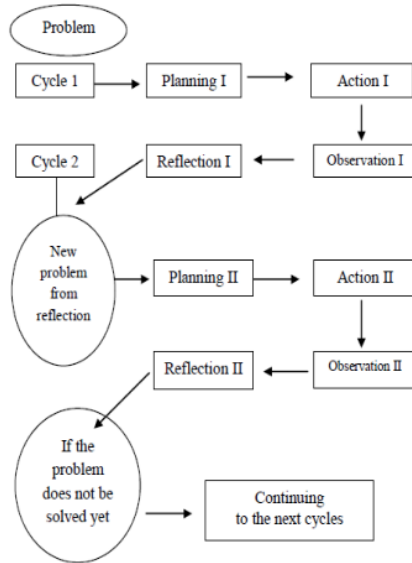 Problem
Cycle 1
Planning I
Action I
Cycle 2
Reflection I
Observation I
New
problem
from
reflection
Planning II
Action II
Reflection II
Observation II
If the
problem
does not be
solved yet
Continuing
to the next cycles